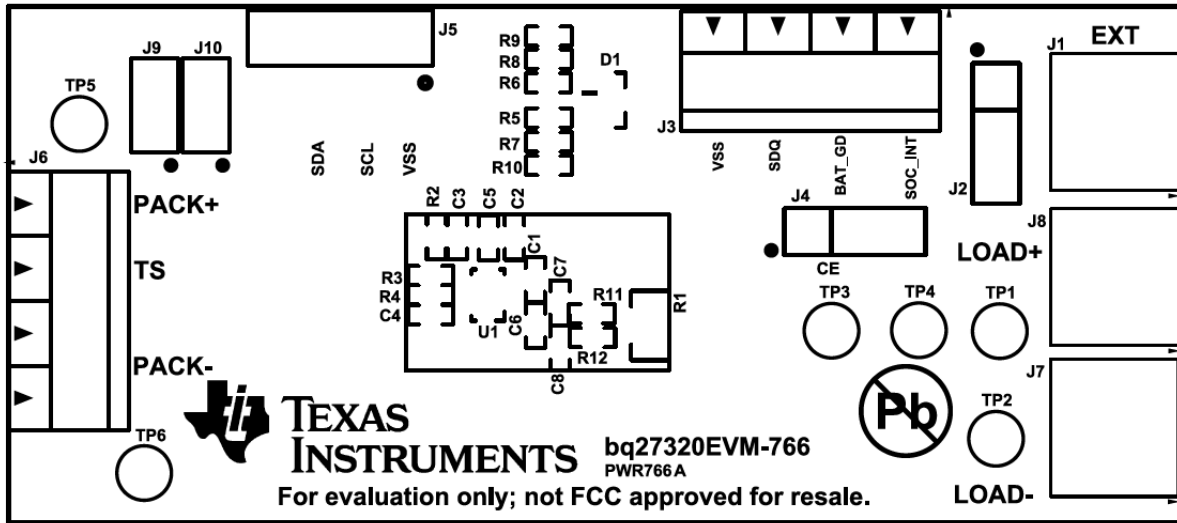 J9
J10
J5
TP5
J6
PACK+
TS
PACK-
TP6
SDA
SCL
VSS
R9
R8
R6
D1
R5
R7
R10
R2
C3
C5
C2
C1
C7
R3
R4
C4
U1
C6
R11
R12
C8
R1
J3
VSS
SDQ
BAT_GD
SOC_INT
J4
CE
J2
J1
EXT
J8
LOAD+
TP3
TP4
TP1
J7
TP2
LOAD-
Pb
TEXAS
INSTRUMENTS
bq27320EVM-766
PWR766A
For evaluation only; not FCC approved for resale.